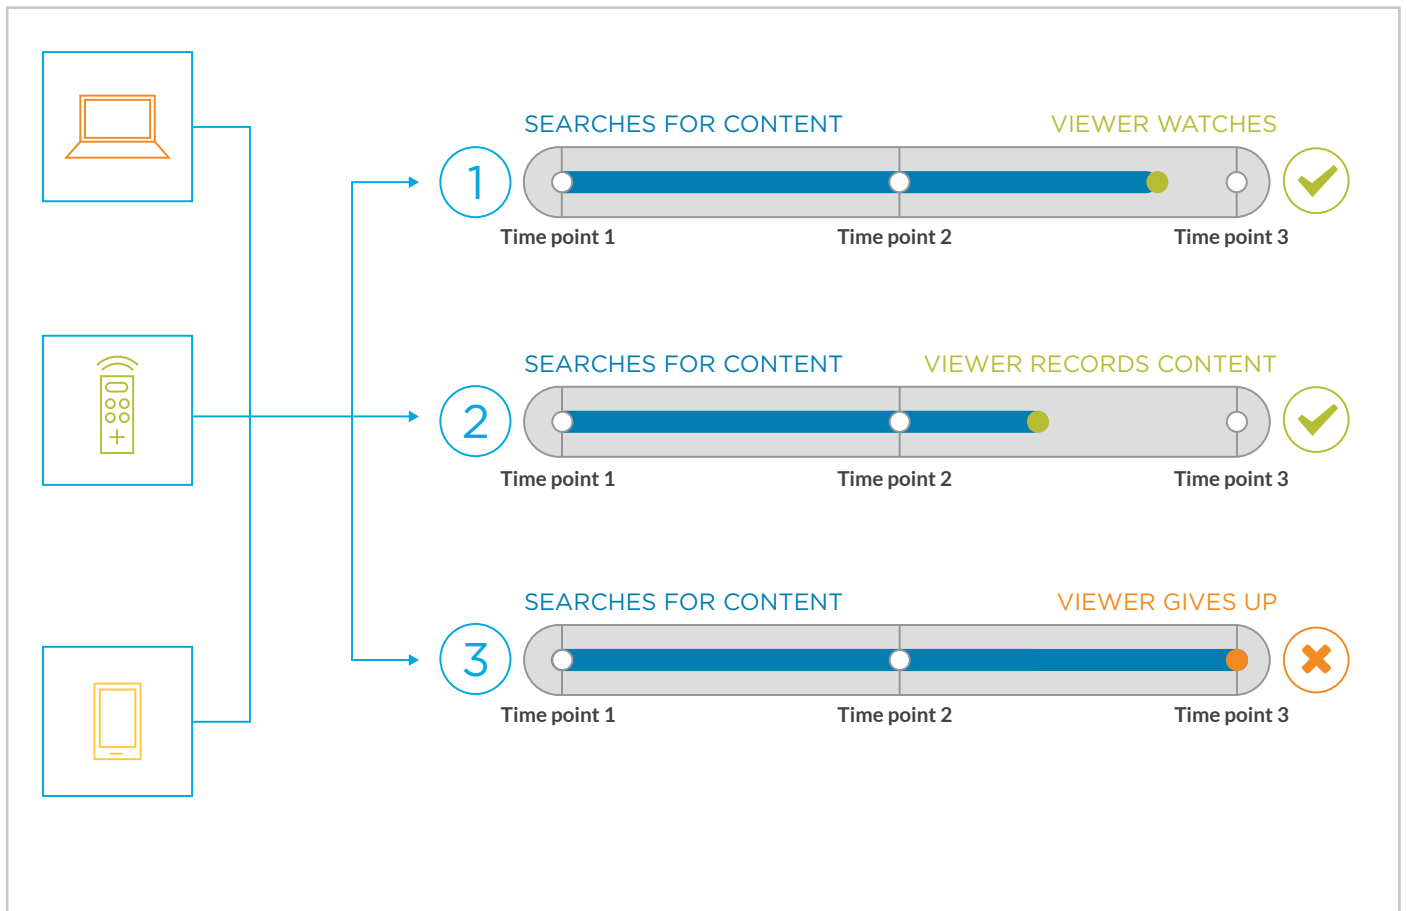 SEARCHES FOR CONTENT VIEWER WATCHES
1
Time point 1 Time point 2 Time point 3
SEARCHES FOR CONTENT VIEWER RECORDS CONTENT
2
Time point 1 Time point 2 Time point 3
SEARCHES FOR CONTENT VIEWER GIVES UP
3
Time point 1 Time point 2 Time point 3